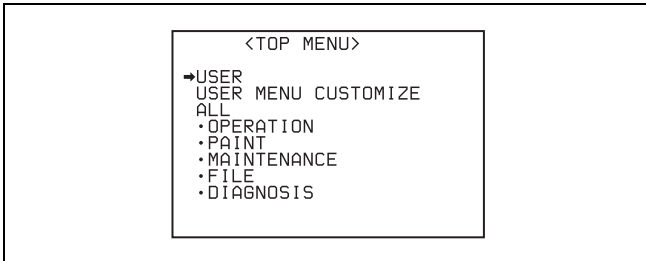 <TOP MENU>
➡USER
USER MENU CUSTOMIZE
ALL
・OPERATION
・PAINT
・MAINTENANCE
・FILE
・DIAGNOSIS